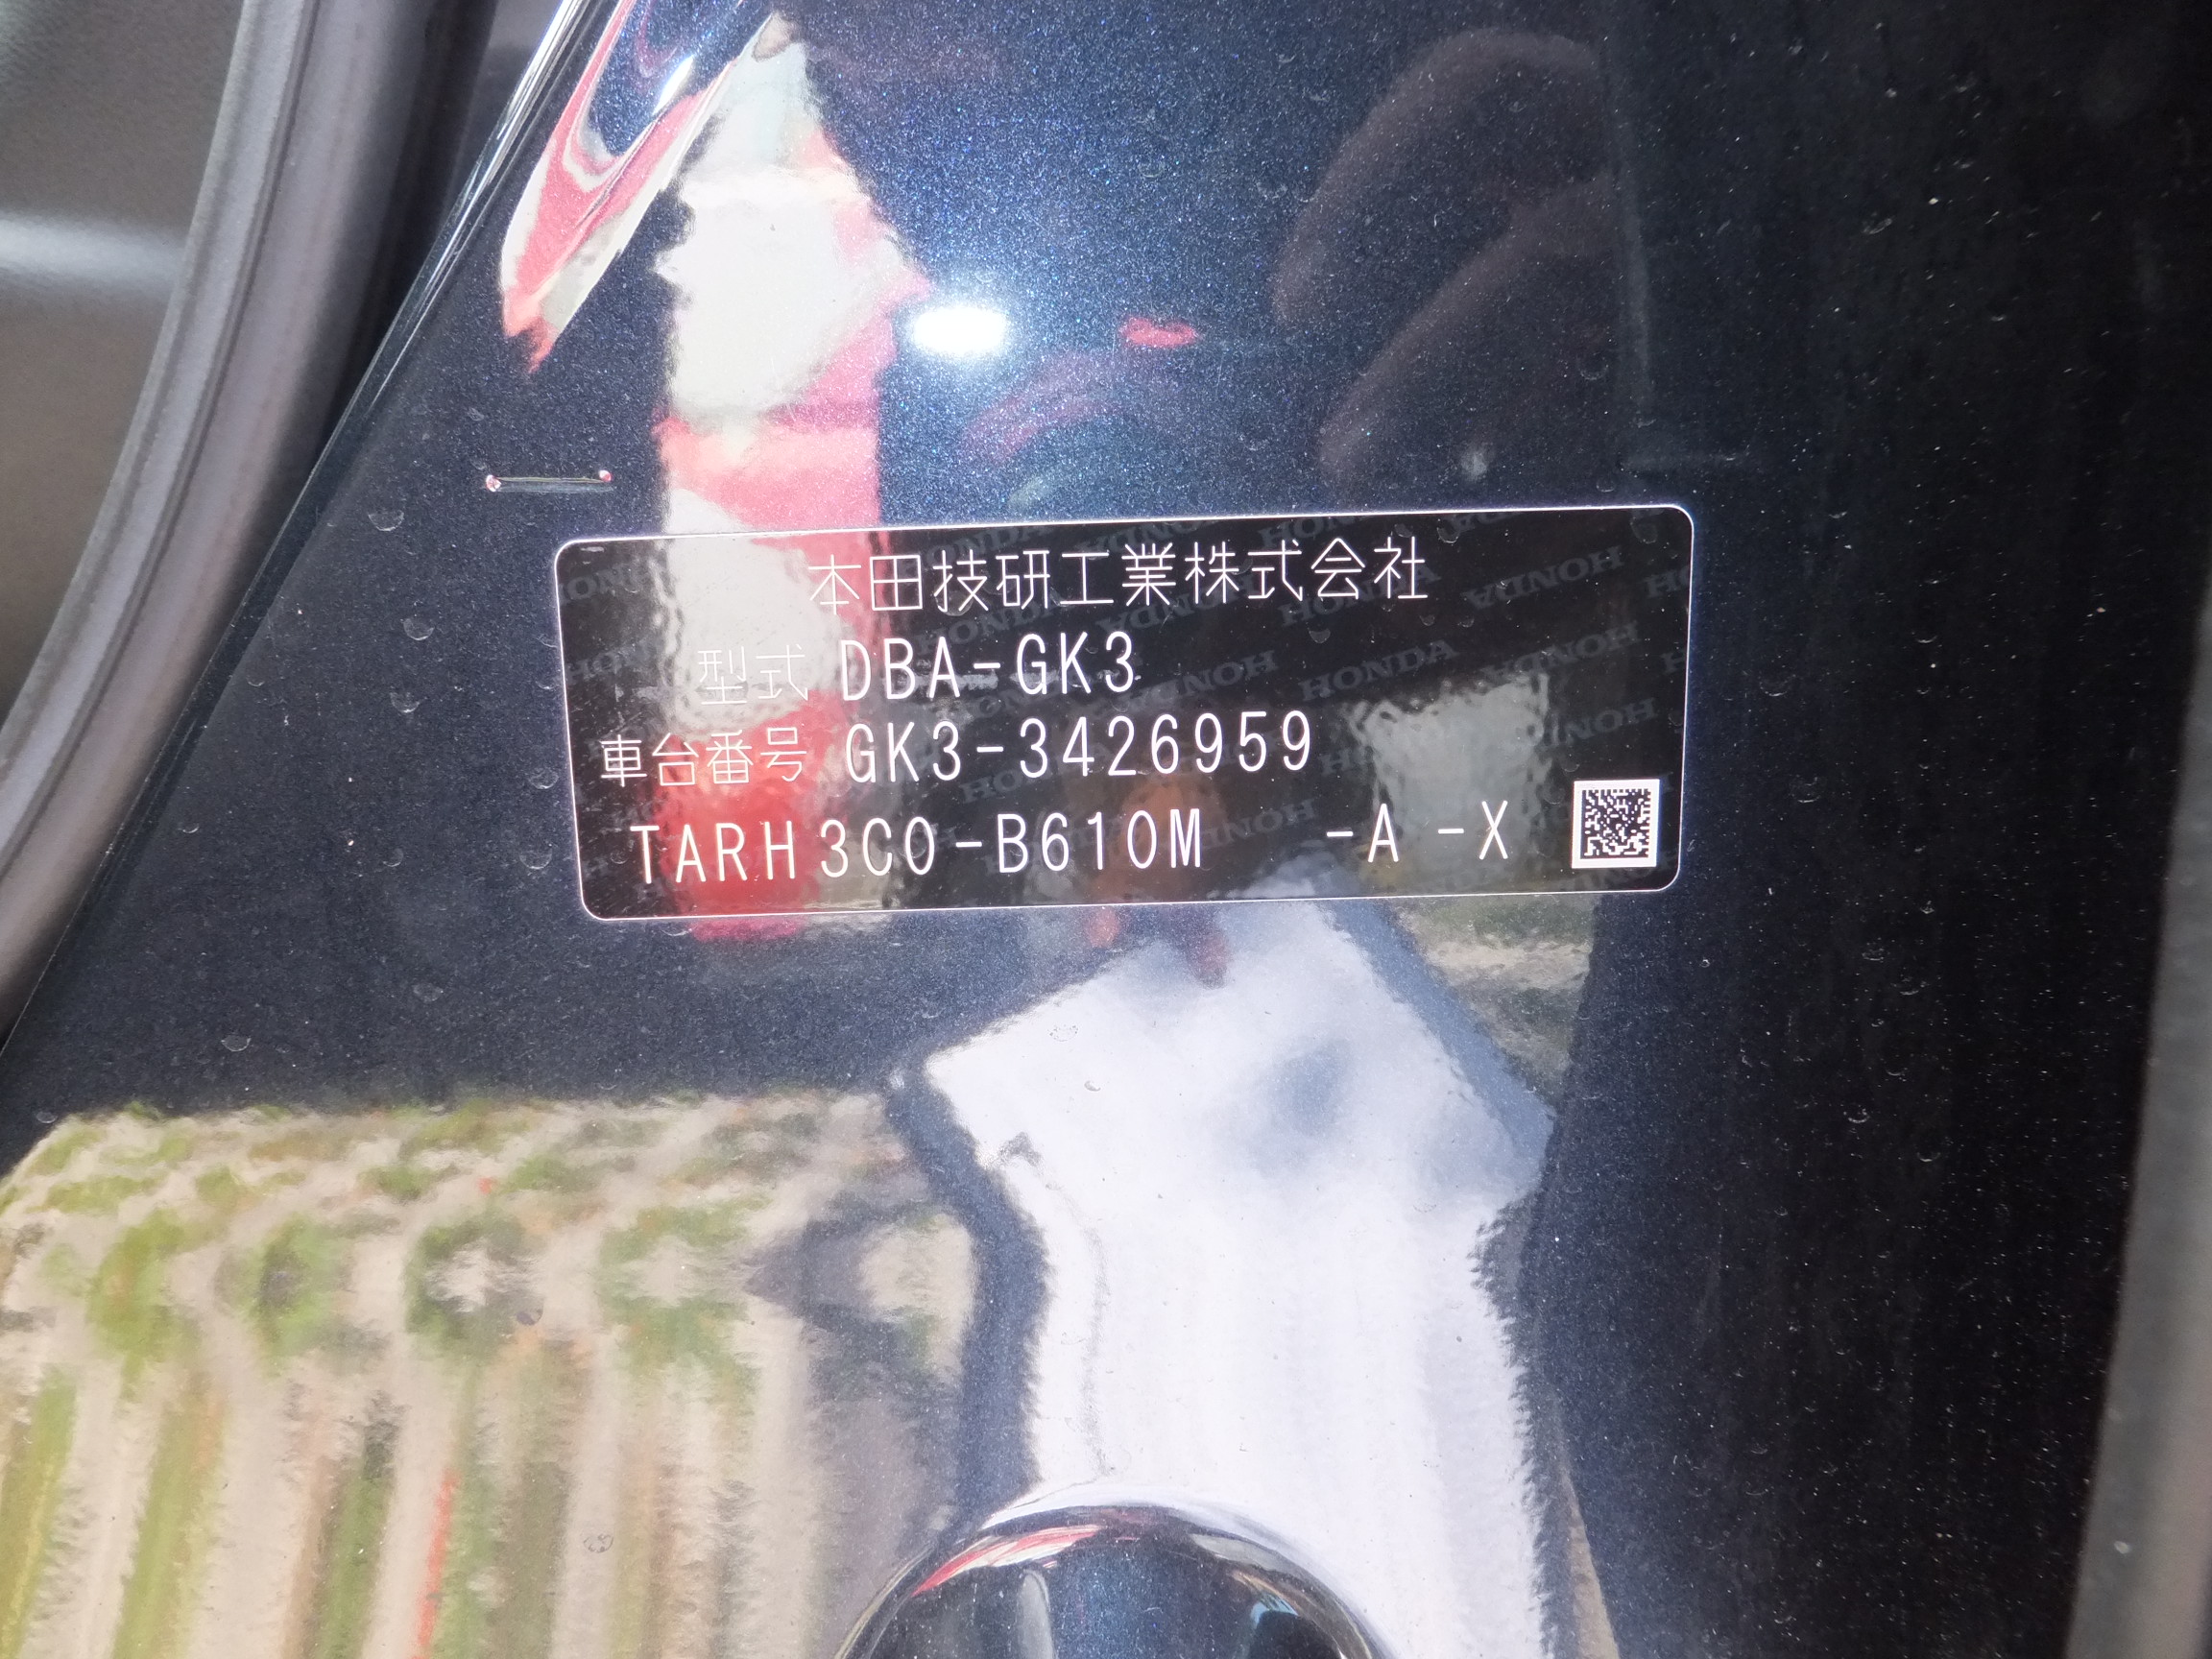 本田技研工業株式会社
型式 DBA-GK3
車台番号 GK3-3426959
TARH3C0-B610M -A -X